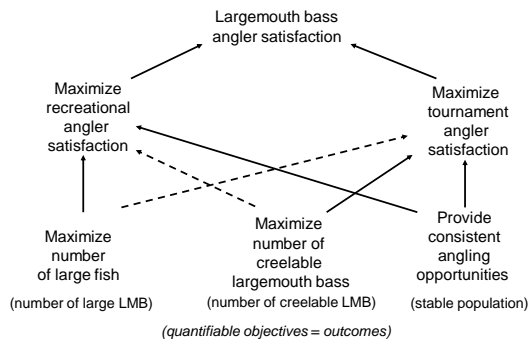 Largemouth bass
angler satisfaction
Maximize
recreational
angler
satisfaction
Maximize
tournament
angler
satisfaction
Maximize
number
of large fish
(number of large LMB)
Maximize
number of
creelable
largemouth bass
(number of creelable LMB)
Provide
consistent
angling
opportunities
(stable population)
(quantifiable objectives = outcomes)